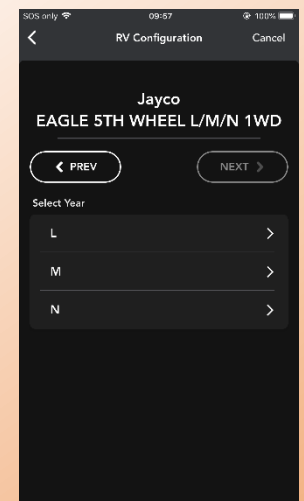 SOS only 09:57 100%
RV Configuration Cancel
Jayco
EAGLE 5TH WHEEL L/M/N 1WD
PREV NEXT
Select Year
L
M
N